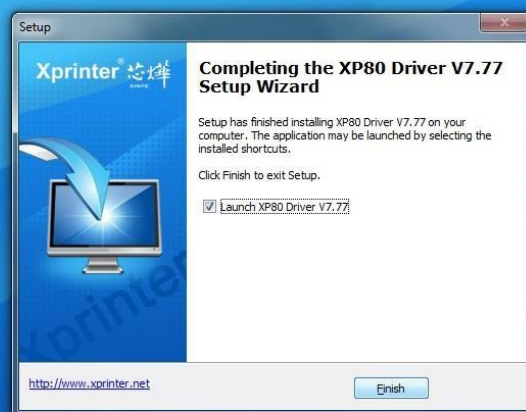 Setup
Xprinter® 芯烨
XINYE
Completing the XP80 Driver V7.77
Setup Wizard
Setup has finished installing XP80 Driver V7.77 on your
computer. The application may be launched by selecting the
installed shortcuts.
Click Finish to exit Setup.
Launch XP80 Driver V7.77
Xprinter
http://www.xprinter.net
Finish